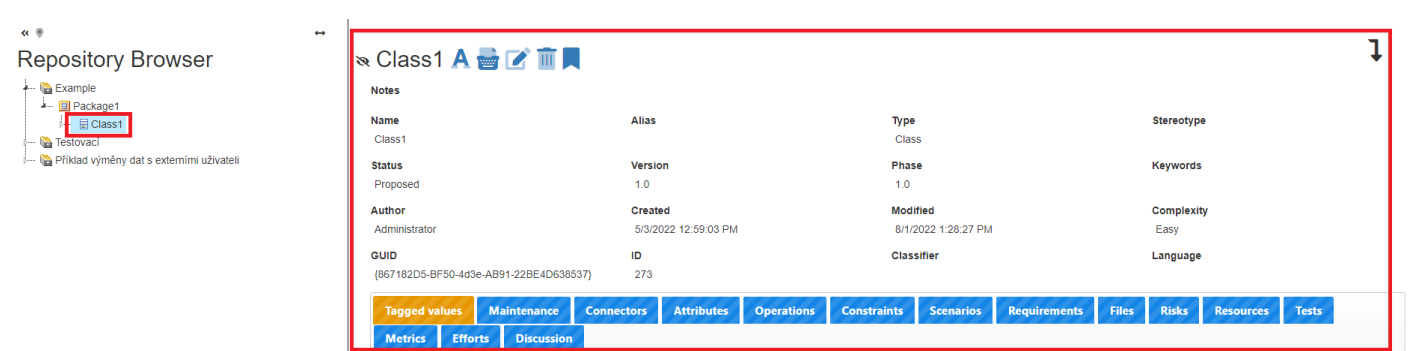 Repository Browser
Example
Package1
Class1
Testovací
Příklad výměny dat s externími uživateli
Class1
Notes
Name Alias Type Stereotype
Class1 Class
Status Version Phase Keywords
Proposed 1.0 1.0
Author Created Modified Complexity
Administrator 5/3/2022 12:59:03 PM 8/1/2022 1:28:27 PM Easy
GUID ID Classifier Language
{867182D5-BF50-4d3e-AB91-22BE4D638537} 273
Tagged values Maintenance Connectors Attributes Operations Constraints Scenarios Requirements Files Risks Resources Tests
Metrics Efforts Discussion